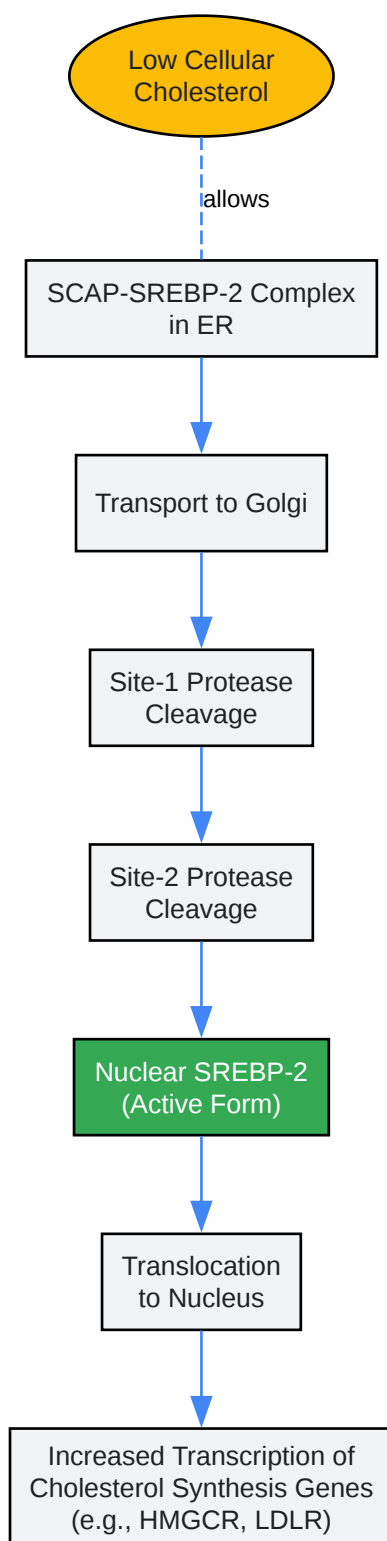 Low Cellular
Cholesterol
allows
SCAP-SREBP-2 Complex
in ER
Transport to Golgi
Site-1 Protease
Cleavage
Site-2 Protease
Cleavage
Nuclear SREBP-2
(Active Form)
Translocation
to Nucleus
Increased Transcription of
Cholesterol Synthesis Genes
(e.g., HMGCR, LDLR)